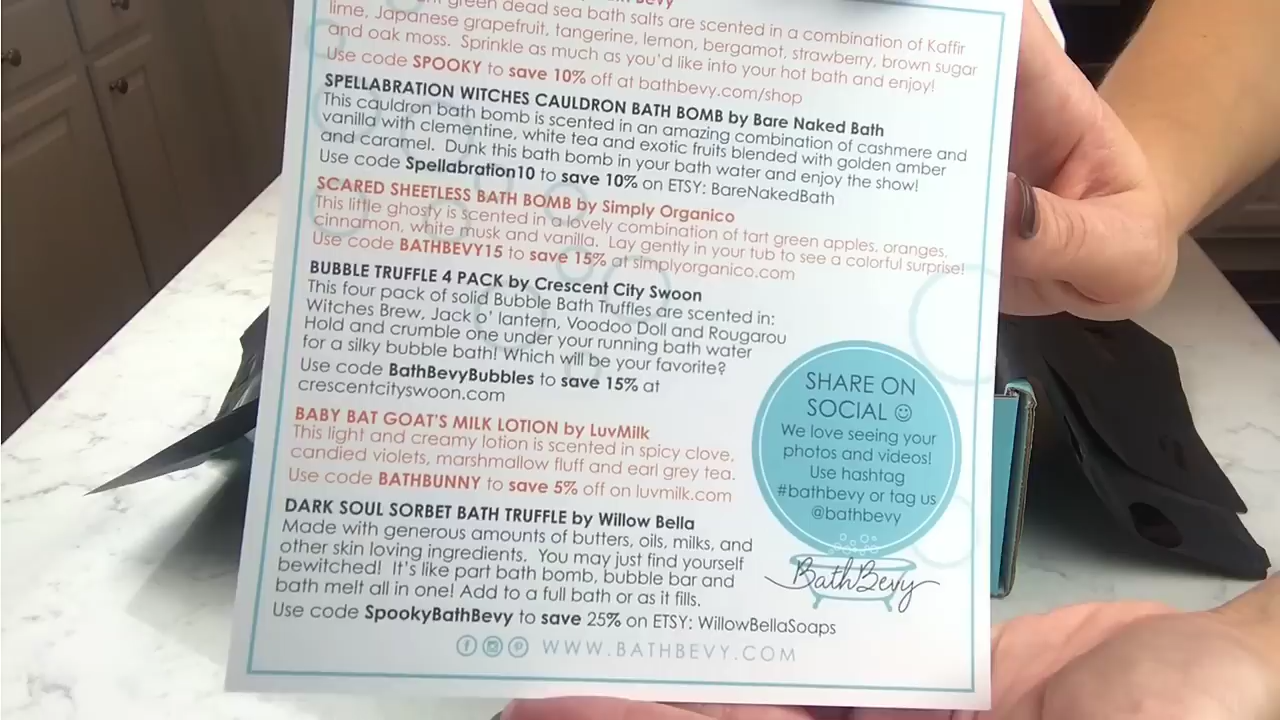 green dead sea bath salts are scented in a combination of Kaffir
lime, Japanese grapefruit, tangerine, lemon, bergamot, strawberry, brown sugar
and oak moss. Sprinkle as much as you'd like into your hot bath and enjoy!
Use code SPOOKY to save 10% off at bathbevy.com/shop
SPELLABRATION WITCHES CAULDRON BATH BOMB by Bare Naked Bath
This cauldron bath bomb is scented in an amazing combination of cashmere and
vanilla with clementine, white tea and exotic fruits blended with golden amber
and caramel. Dunk this bath bomb in your bath water and enjoy the show!
Use code Spellabration10 to save 10% on ETSY: BareNakedBath
SCARED SHEETLESS BATH BOMB by Simply Organico
This little ghosty is scented in a lovely combination of tart green apples, oranges,
cinnamon, white musk and vanilla. Lay gently in your tub to see a colorful surprise!
Use code BATHBEVY15 to save 15% at simplyorganico.com
BUBBLE TRUFFLE 4 PACK by Crescent City Swoon
This four pack of solid Bubble Bath Truffles are scented in:
Witches Brew, Jack o' lantern, Voodoo Doll and Rougarou
Hold and crumble one under your running bath water
for a silky bubble bath! Which will be your favorite?
Use code BathBevyBubbles to save 15% at
crescentcityswoon.com
BABY BAT GOAT'S MILK LOTION by LuvMilk
This light and creamy lotion is scented in spicy clove,
candied violets, marshmallow fluff and earl grey tea.
Use code BATHBUNNY to save 5% off on luvmilk.com
DARK SOUL SORBET BATH TRUFFLE by Willow Bella
Made with generous amounts of butters, oils, milks, and
other skin loving ingredients. You may just find yourself
bewitched! It's like part bath bomb, bubble bar and
bath melt all in one! Add to a full bath or as it fills.
Use code SpookyBathBevy to save 25% on ETSY: WillowBellaSoaps
SHARE ON
SOCIAL ☺
We love seeing your
photos and videos!
Use hashtag
#bathbevy or tag us
@bathbevy
BathBevy
WWW.BATHBEVY.COM